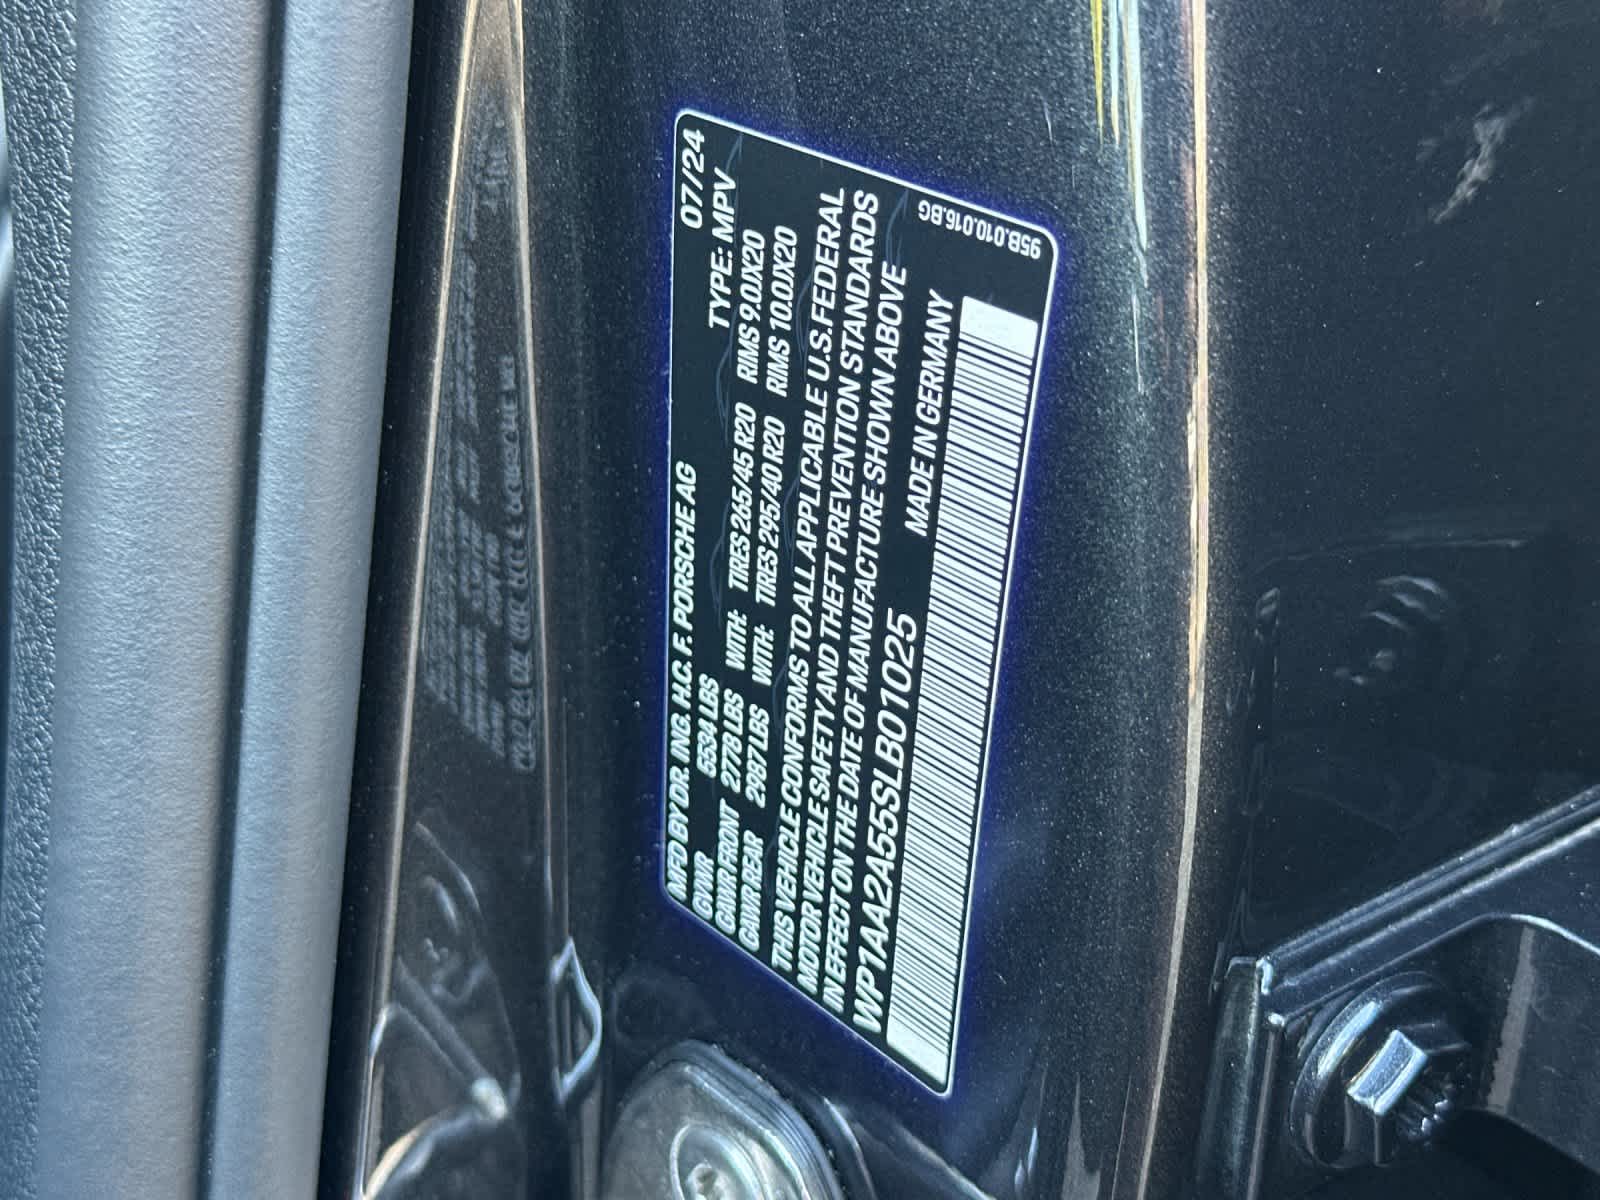 MFD BY DR. ING. H.C. F. PORSCHE AG 07/24
GVWR 5534 LBS TYPE: MPV
GAWR FRONT 2778 LBS WITH: TIRES 265/45 R20 RIMS 9.0JX20
GAWR REAR 2987 LBS WITH: TIRES 295/40 R20 RIMS 10.0JX20
THIS VEHICLE CONFORMS TO ALL APPLICABLE U.S. FEDERAL
MOTOR VEHICLE SAFETY AND THEFT PREVENTION STANDARDS
IN EFFECT ON THE DATE OF MANUFACTURE SHOWN ABOVE
WP1AA2A55SLB01025 MADE IN GERMANY
95B.010.016.BG